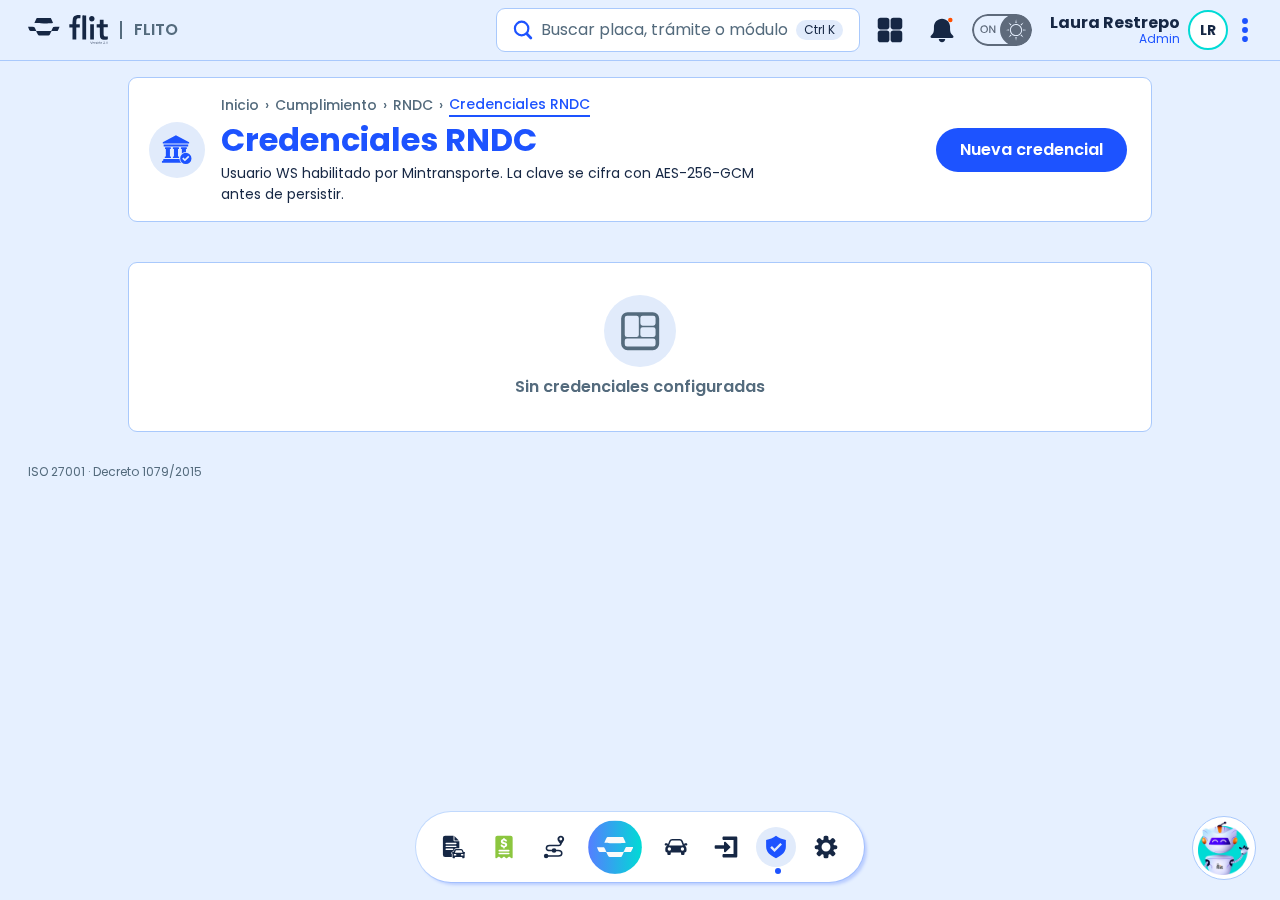 flit
FLITO
Buscar placa, trámite o módulo
Ctrl K
ON
Laura Restrepo
Admin
LR
Inicio › Cumplimiento › RNDC › Credenciales RNDC
Credenciales RNDC
Usuario WS habilitado por Mintransporte. La clave se cifra con AES-256-GCM
antes de persistir.
Nueva credencial
Sin credenciales configuradas
ISO 27001 · Decreto 1079/2015